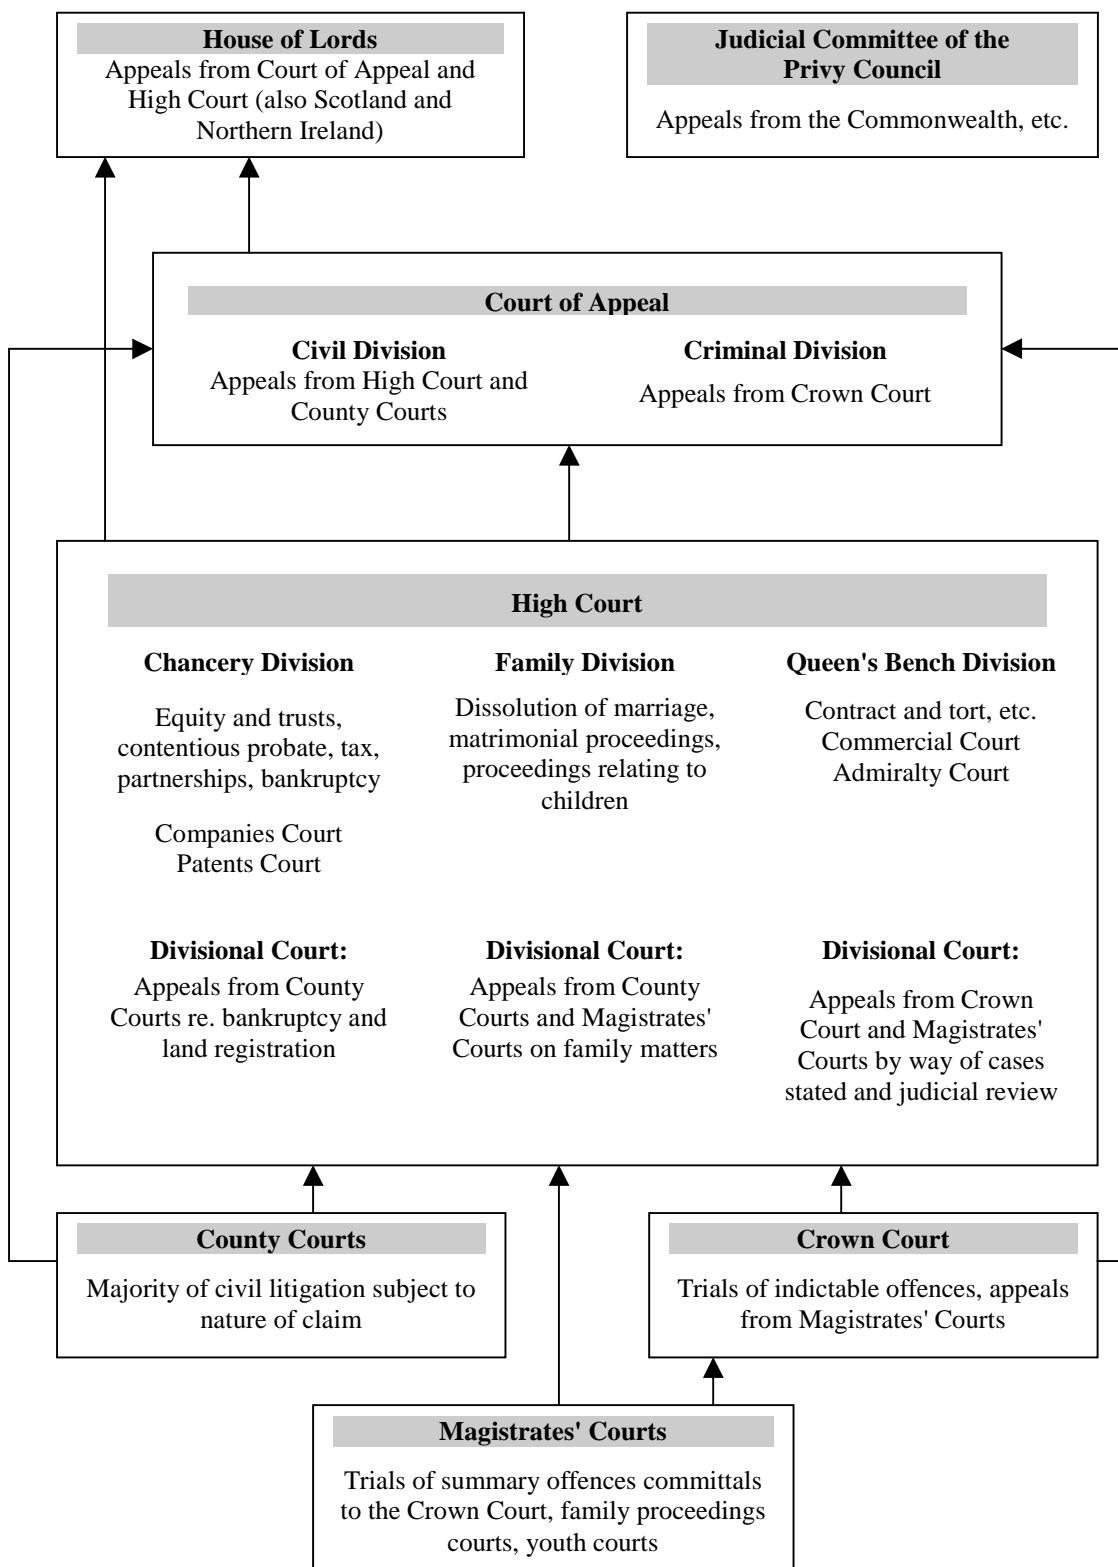 House of Lords
Appeals from Court of Appeal and
High Court (also Scotland and
Northern Ireland)
Judicial Committee of the
Privy Council
Appeals from the Commonwealth, etc.
Court of Appeal
Civil Division
Appeals from High Court and
County Courts
Criminal Division
Appeals from Crown Court
High Court
Chancery Division
Equity and trusts,
contentious probate, tax,
partnerships, bankruptcy
Companies Court
Patents Court
Family Division
Dissolution of marriage,
matrimonial proceedings,
proceedings relating to
children
Queen's Bench Division
Contract and tort, etc.
Commercial Court
Admiralty Court
Divisional Court:
Appeals from County
Courts re. bankruptcy and
land registration
Divisional Court:
Appeals from County
Courts and Magistrates'
Courts on family matters
Divisional Court:
Appeals from Crown
Court and Magistrates'
Courts by way of cases
stated and judicial review
County Courts
Majority of civil litigation subject to
nature of claim
Crown Court
Trials of indictable offences, appeals
from Magistrates' Courts
Magistrates' Courts
Trials of summary offences committals
to the Crown Court, family proceedings
courts, youth courts